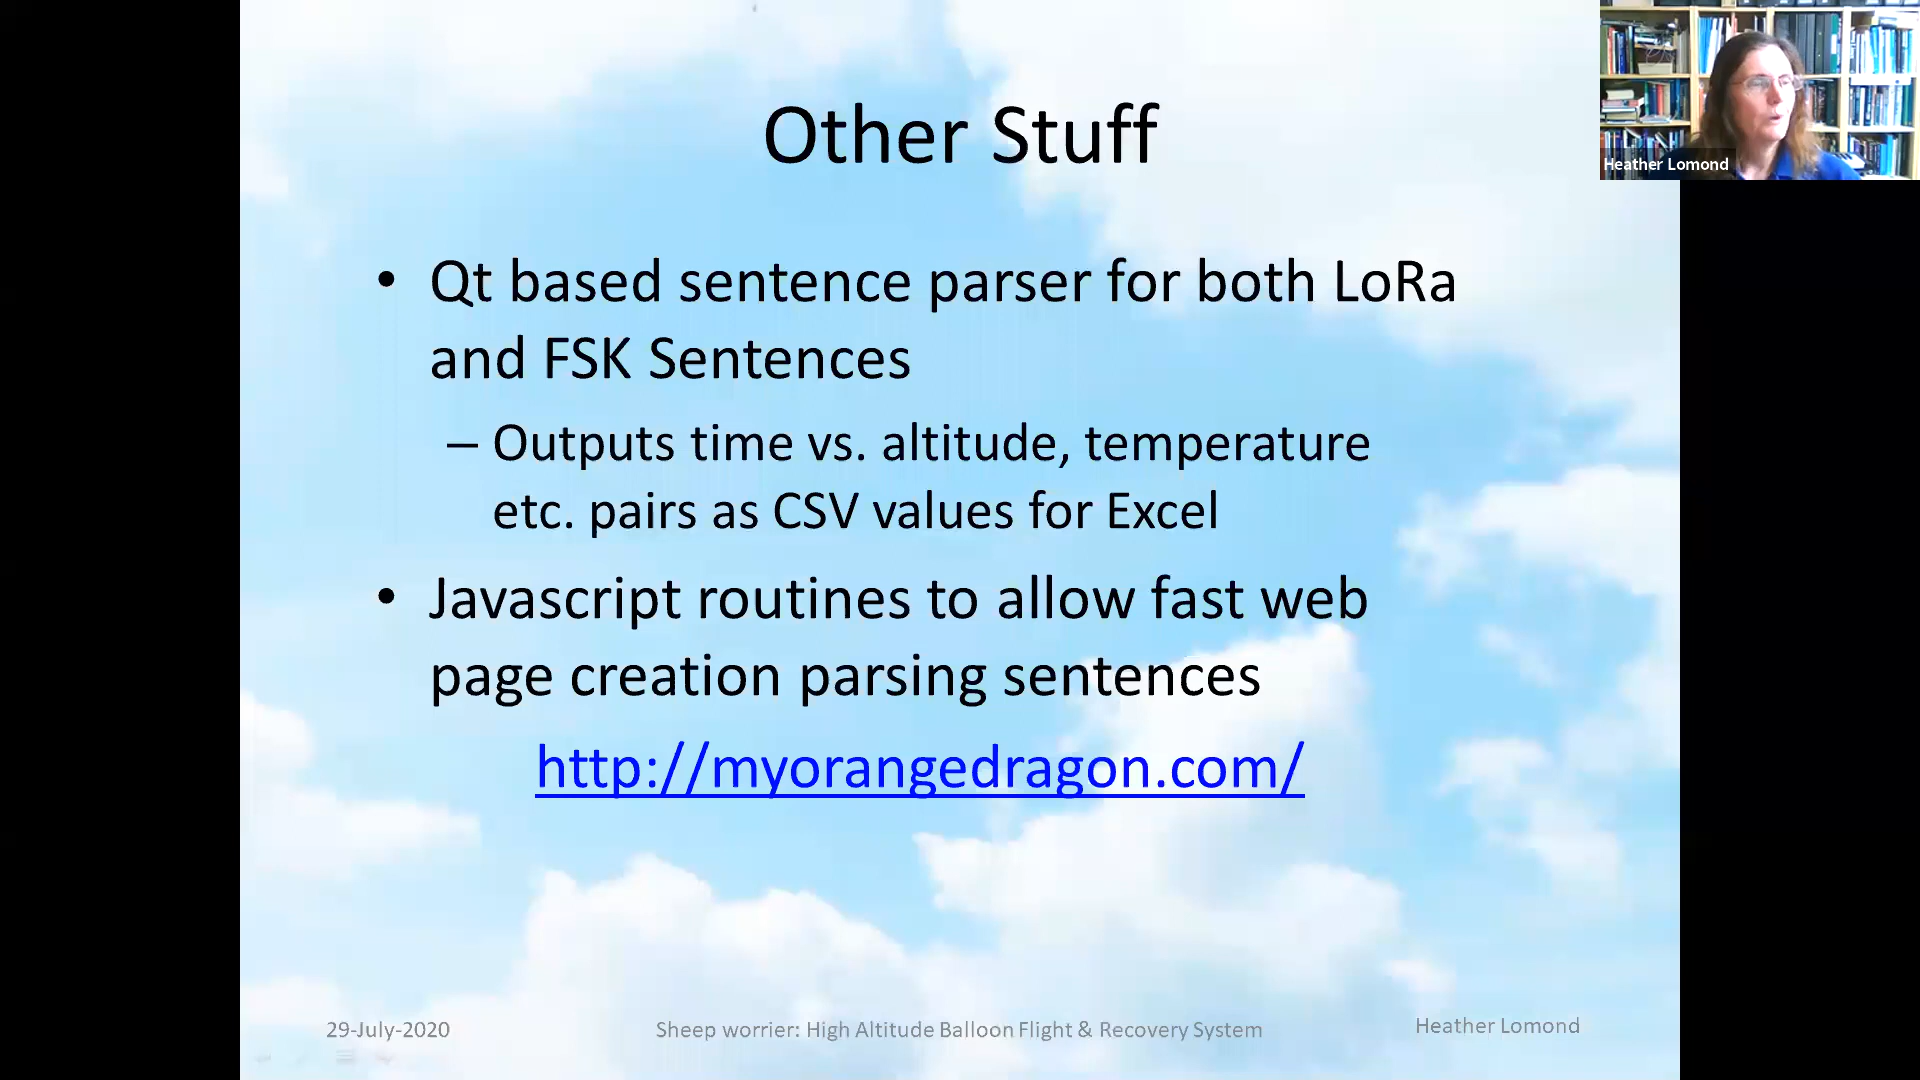 Other Stuff
• Qt based sentence parser for both LoRa
and FSK Sentences
– Outputs time vs. altitude, temperature
etc. pairs as CSV values for Excel
• Javascript routines to allow fast web
page creation parsing sentences
http://myorangedragon.com/
29-July-2020
Sheep worrier: High Altitude Balloon Flight & Recovery System
Heather Lomond
Heather Lomond